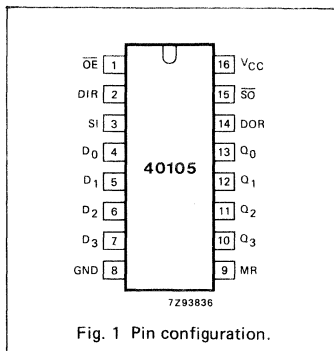 OE 1 16 VCC
DIR 2 15 SO
SI 3 14 DOR
D0 4 13 Q0
40105
D1 5 12 Q1
D2 6 11 Q2
D3 7 10 Q3
GND 8 9 MR
7Z93836
Fig. 1 Pin configuration.